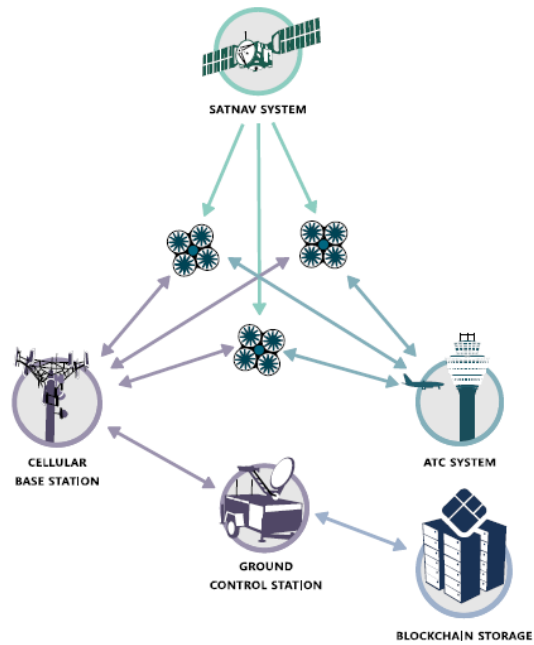 SATNAV SYSTEM
CELLULAR
BASE STATION
ATC SYSTEM
GROUND
CONTROL STATION
BLOCKCHAIN STORAGE